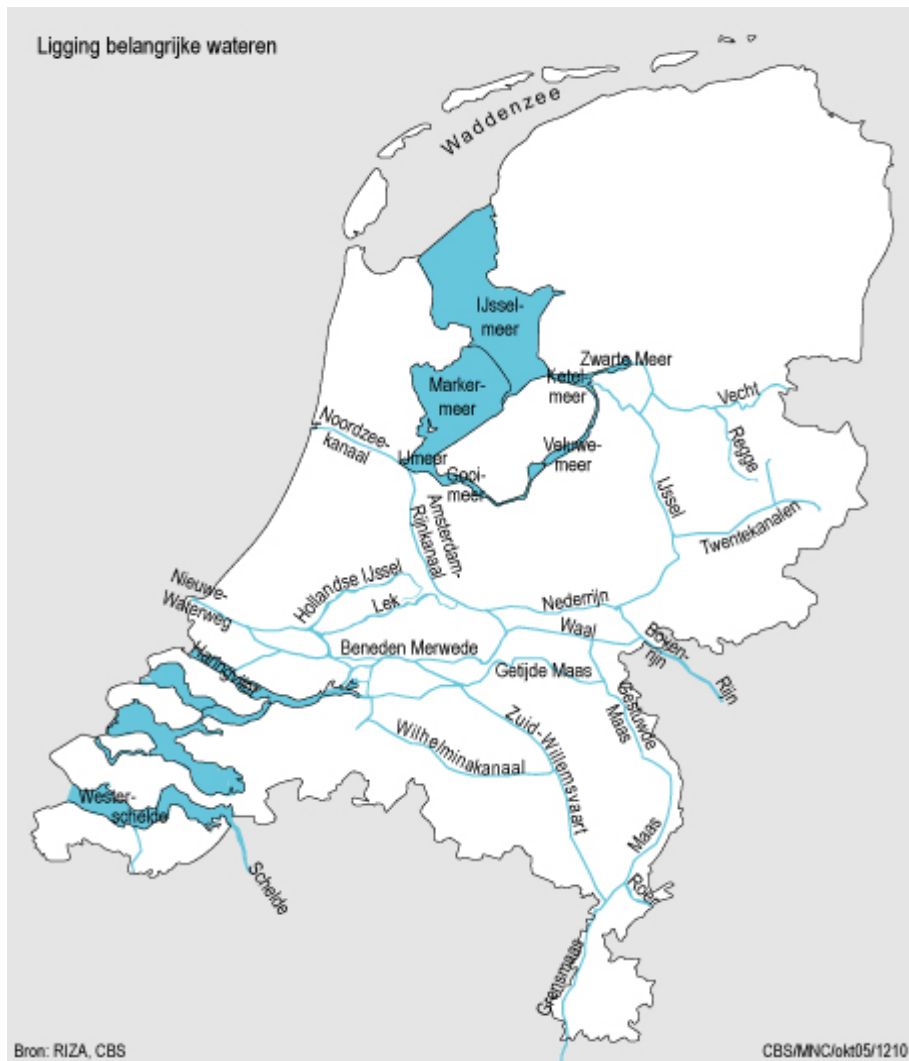 Ligging belangrijke wateren
Waddenzee
IJssel-
meer
Zwarte Meer
Ketel-
meer
Marker-
meer
Vecht
Regge
Noordzee-
kanaal
IJmeer
Gooi-
meer
Veluwe-
meer
IJssel
Twentekanalen
Amsterdam-
Rijnkanaal
Nieuwe-
Waterweg
Hollandse IJssel
Lek
Nederrijn
Waal
Boven-
rijn
Rijn
Beneden Merwede
Haringvliet
Getijde Maas
Gestuwde
Maas
Zuid-Willemsvaart
Wilhelminakanaal
Wester-
schelde
Schelde
Maas
Roer
Grensmaas
Bron: RIZA, CBS
CBS/MNC/okt05/1210